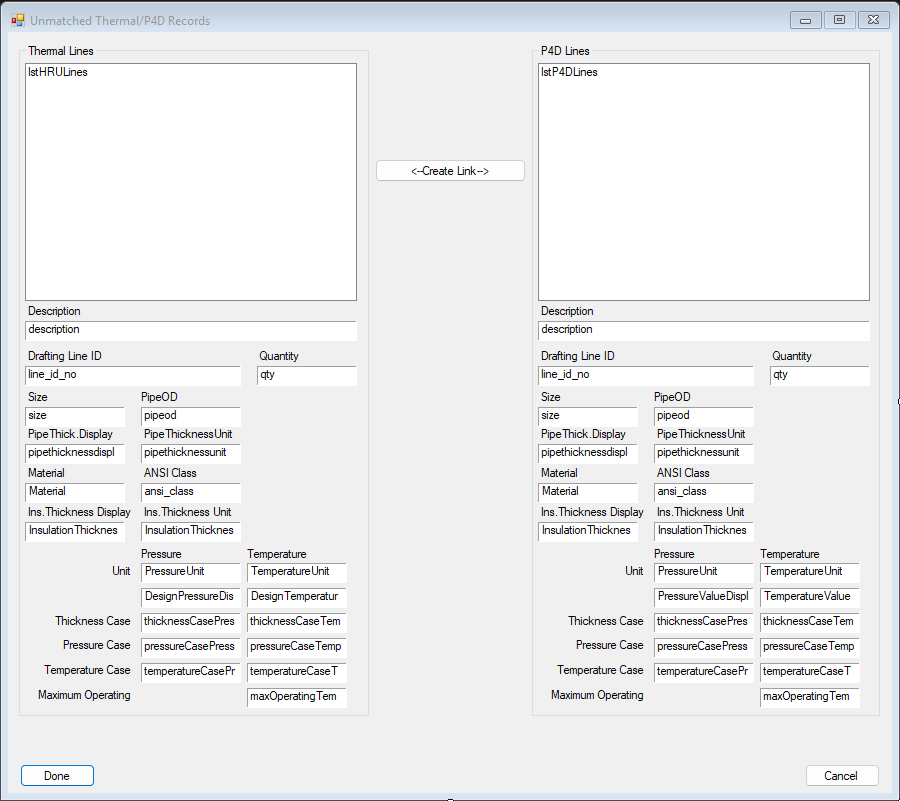 Unmatched Thermal/P4D Records
Thermal Lines
lstHRULines
Description
description
Drafting Line ID Quantity
line_id_no qty
Size PipeOD
size pipeod
PipeThick.Display PipeThicknessUnit
pipethicknessdispl pipethicknessunit
Material ANSI Class
Material ansi_class
Ins.Thickness Display Ins.Thickness Unit
InsulationThicknes InsulationThicknes
Pressure Temperature
Unit PressureUnit TemperatureUnit
DesignPressureDis DesignTemperatur
Thickness Case thicknessCasePres thicknessCaseTem
Pressure Case pressureCasePress pressureCaseTemp
Temperature Case temperatureCasePr temperatureCaseT
Maximum Operating maxOperatingTem
<--Create Link-->
P4D Lines
lstP4DLines
Description
description
Drafting Line ID Quantity
line_id_no qty
Size PipeOD
size pipeod
PipeThick.Display PipeThicknessUnit
pipethicknessdispl pipethicknessunit
Material ANSI Class
Material ansi_class
Ins.Thickness Display Ins.Thickness Unit
InsulationThicknes InsulationThicknes
Pressure Temperature
Unit PressureUnit TemperatureUnit
PressureValueDispl TemperatureValue
Thickness Case thicknessCasePres thicknessCaseTem
Pressure Case pressureCasePress pressureCaseTemp
Temperature Case temperatureCasePr temperatureCaseT
Maximum Operating maxOperatingTem
Done Cancel